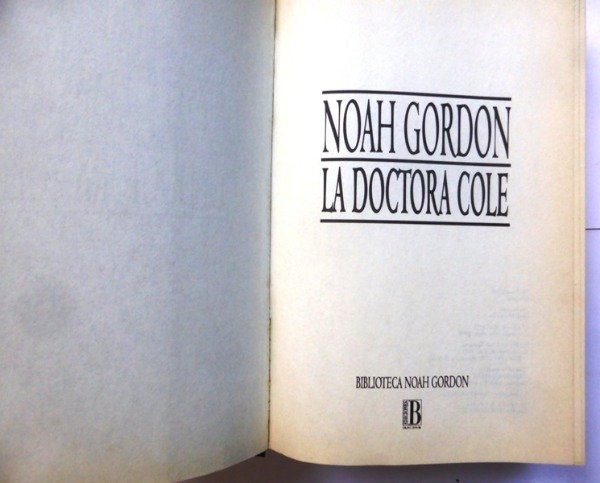 NOAH GORDON
LA DOCTORA COLE
BIBLIOTECA NOAH GORDON
B